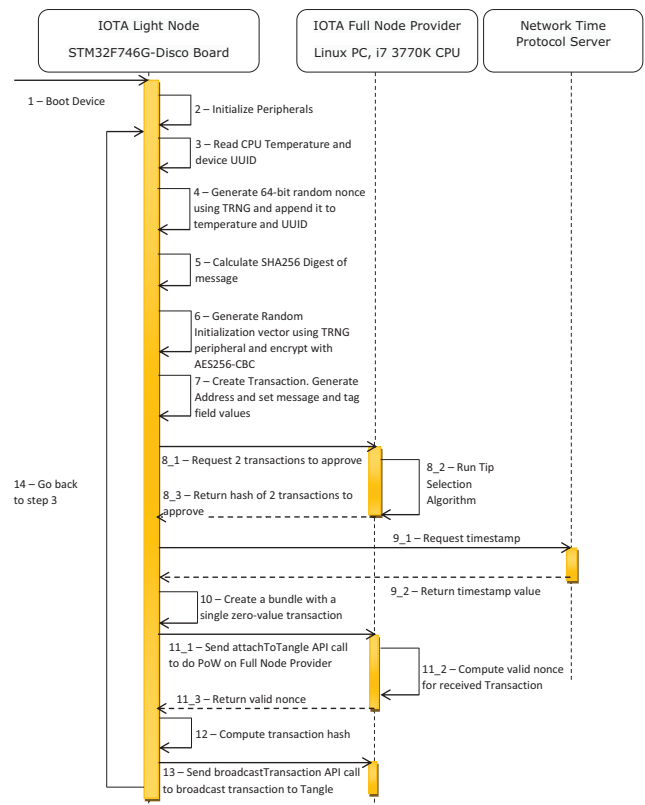 IOTA Light Node
STM32F746G-Disco Board
IOTA Full Node Provider
Linux PC, i7 3770K CPU
Network Time
Protocol Server
1 – Boot Device
2 – Initialize Peripherals
3 – Read CPU Temperature and
device UUID
4 – Generate 64-bit random nonce
using TRNG and append it to
temperature and UUID
5 – Calculate SHA256 Digest of
message
6 – Generate Random
Initialization vector using TRNG
peripheral and encrypt with
AES256-CBC
7 – Create Transaction. Generate
Address and set message and tag
field values
8_1 – Request 2 transactions to approve
8_2 – Run Tip
Selection
Algorithm
14 – Go back
to step 3
8_3 – Return hash of 2 transactions to
approve
9_1 – Request timestamp
9_2 – Return timestamp value
10 – Create a bundle with a
single zero-value transaction
11_1 – Send attachToTangle API call
to do PoW on Full Node Provider
11_2 – Compute valid nonce
for received Transaction
11_3 – Return valid nonce
12 – Compute transaction hash
13 – Send broadcastTransaction API call
to broadcast transaction to Tangle